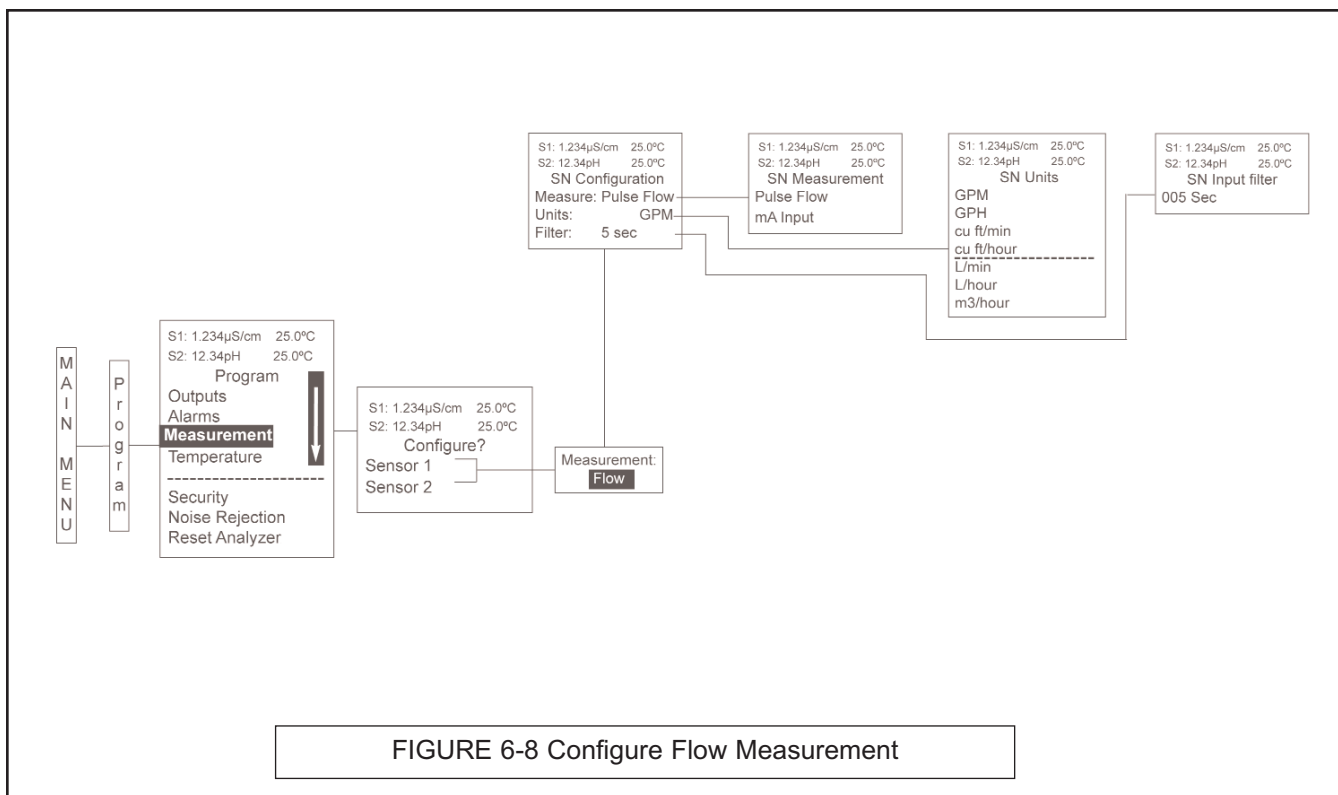 MAIN MENU
Program
S1: 1.234µS/cm 25.0ºC
S2: 12.34pH 25.0ºC
Program
Outputs
Alarms
Measurement
Temperature
Security
Noise Rejection
Reset Analyzer
S1: 1.234µS/cm 25.0ºC
S2: 12.34pH 25.0ºC
Configure?
Sensor 1
Sensor 2
Measurement:
Flow
S1: 1.234µS/cm 25.0ºC
S2: 12.34pH 25.0ºC
SN Configuration
Measure: Pulse Flow
Units: GPM
Filter: 5 sec
S1: 1.234µS/cm 25.0ºC
S2: 12.34pH 25.0ºC
SN Measurement
Pulse Flow
mA Input
S1: 1.234µS/cm 25.0ºC
S2: 12.34pH 25.0ºC
SN Units
GPM
GPH
cu ft/min
cu ft/hour
L/min
L/hour
m3/hour
S1: 1.234µS/cm 25.0ºC
S2: 12.34pH 25.0ºC
SN Input filter
005 Sec
FIGURE 6-8 Configure Flow Measurement